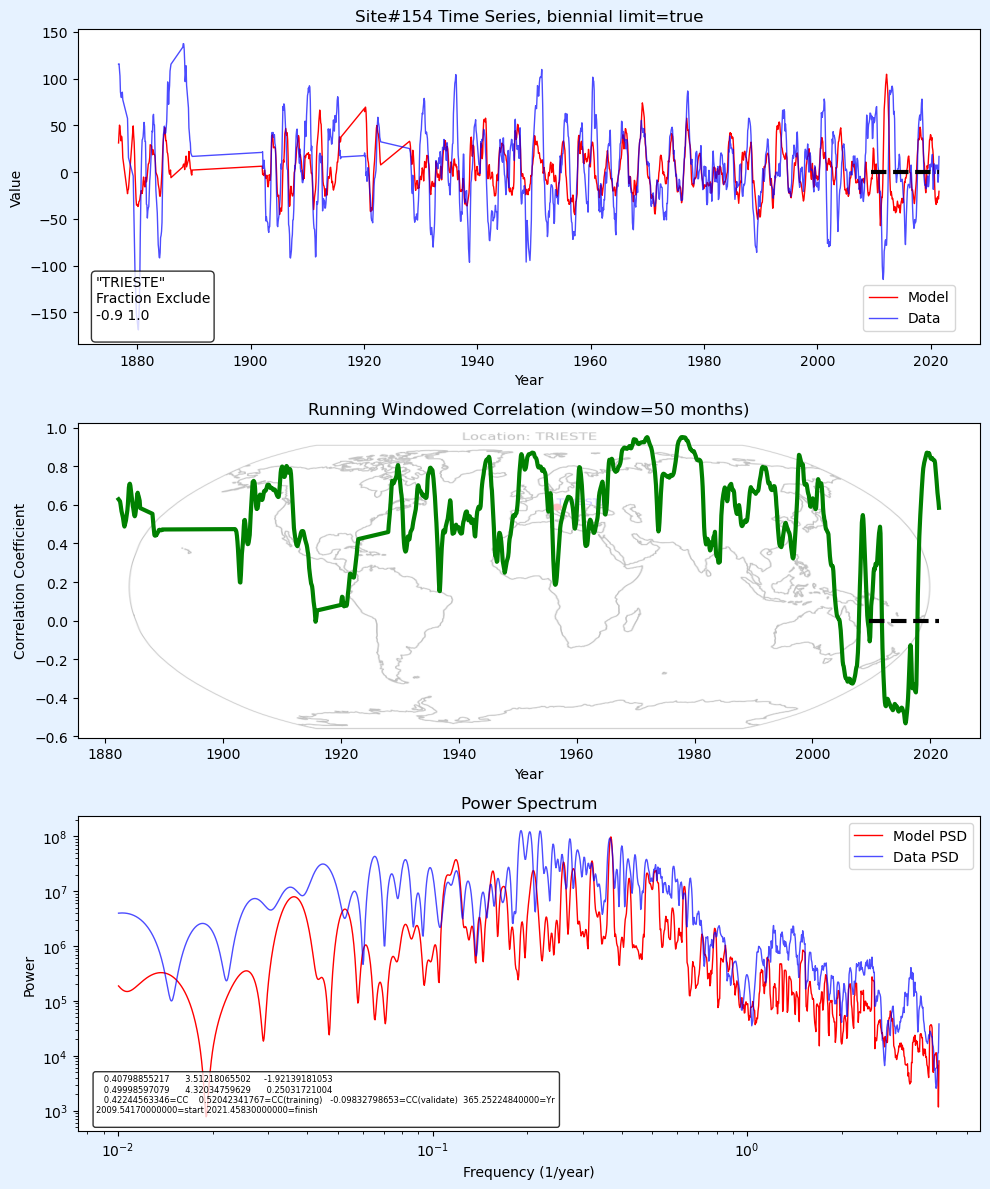 Site#154 Time Series, biennial limit=true
150
100
50
0
−50
−100
−150
Value
"TRIESTE"
Fraction Exclude
-0.9 1.0
Model
Data
1880 1900 1920 1940 1960 1980 2000 2020
Year
Running Windowed Correlation (window=50 months)
Location: TRIESTE
1.0
0.8
0.6
0.4
0.2
0.0
−0.2
−0.4
−0.6
Correlation Coefficient
1880 1900 1920 1940 1960 1980 2000 2020
Year
Power Spectrum
Model PSD
Data PSD
10⁸
10⁷
10⁶
10⁵
10⁴
10³
Power
0.40798855217 3.51218065502 -1.92139181053
0.49998597079 4.32034759629 0.25031721004
0.42244563346=CC 0.52042341767=CC(training) -0.09832798653=CC(validate) 365.25224840000=Yr
2009.54170000000=start 2021.45830000000=finish
10⁻² 10⁻¹ 10⁰
Frequency (1/year)